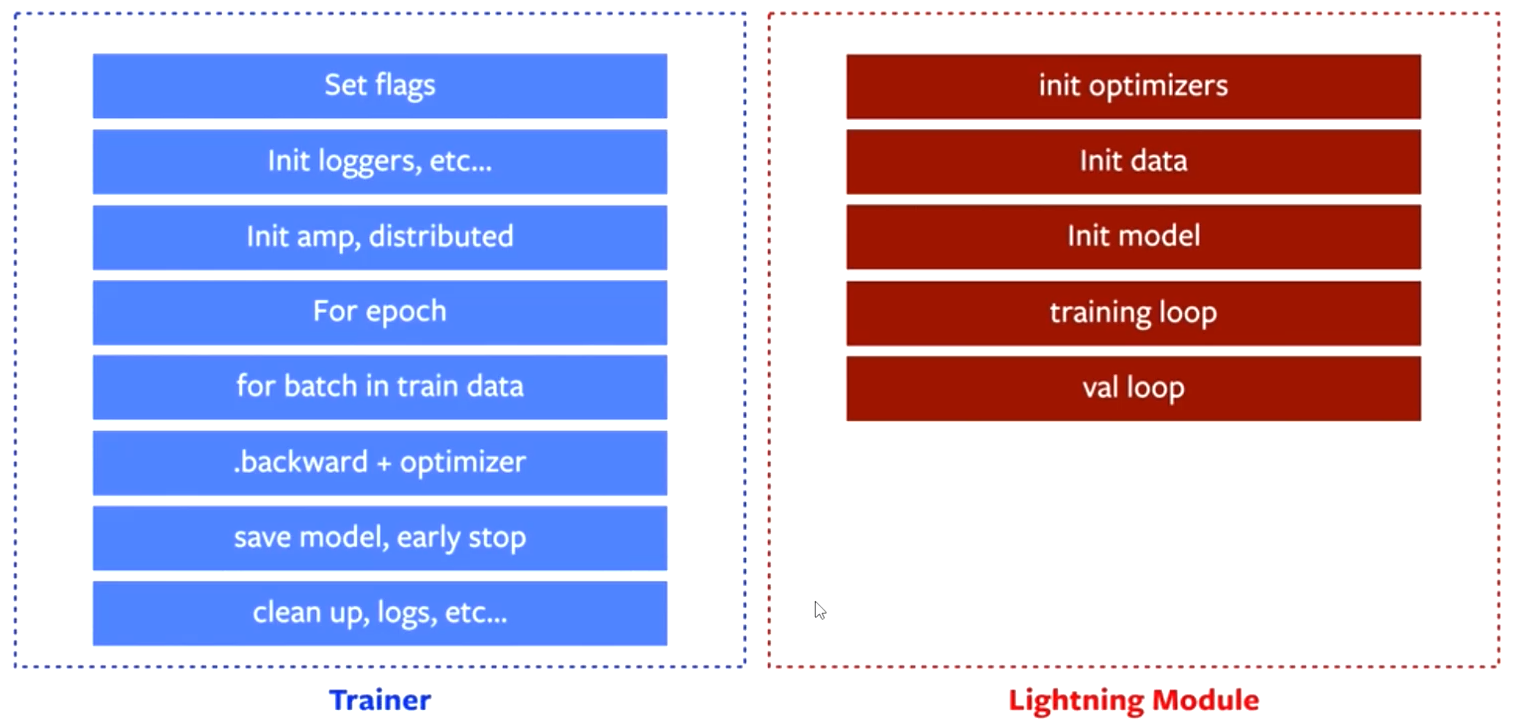 Set flags
Init loggers, etc...
Init amp, distributed
For epoch
for batch in train data
.backward + optimizer
save model, early stop
clean up, logs, etc...
Trainer
init optimizers
Init data
Init model
training loop
val loop
Lightning Module